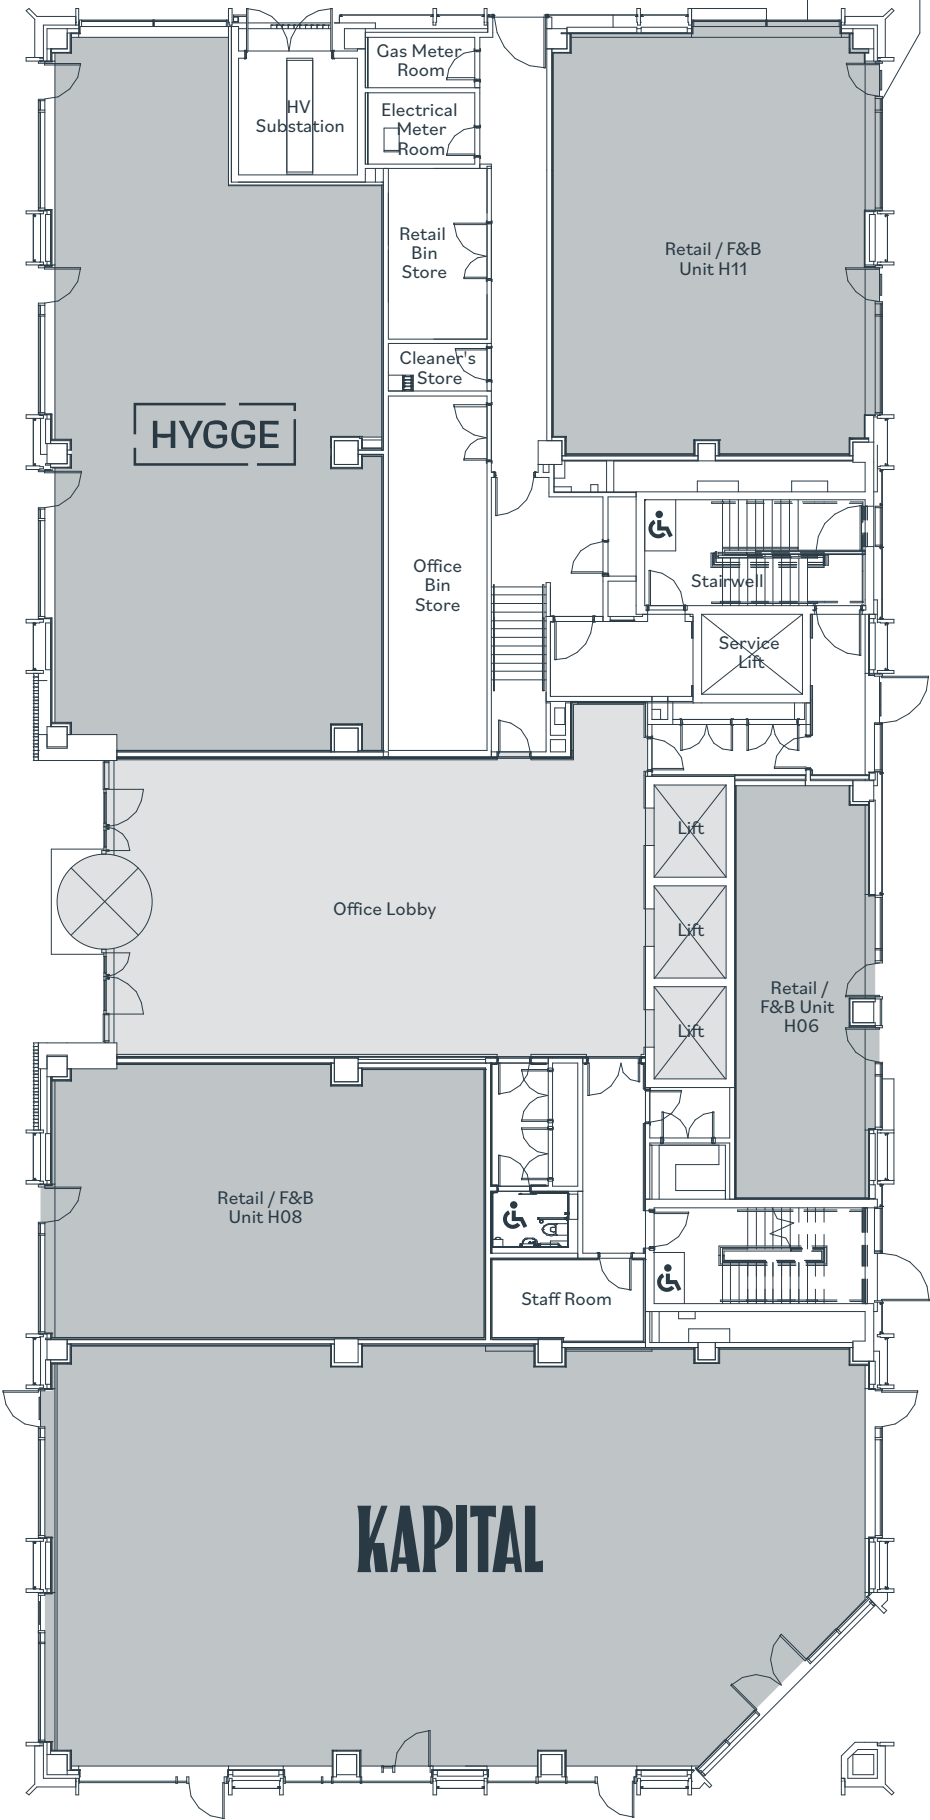 Gas Meter
Room
HV
Substation
Electrical
Meter
Room
Retail
Bin
Store
Retail / F&B
Unit H11
Cleaner's
Store
HYGGE
Office
Bin
Store
Stairwell
Service
Lift
Lift
Office Lobby
Lift
Retail /
F&B Unit
H06
Lift
Retail / F&B
Unit H08
Staff Room
KAPITAL